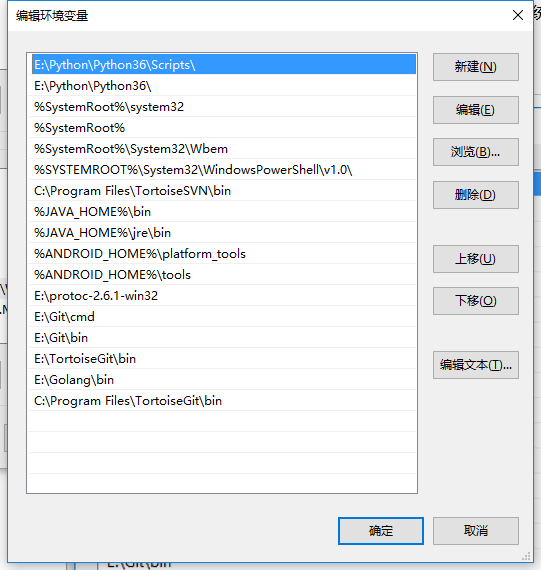 编辑环境变量
E:\Python\Python36\Scripts\
E:\Python\Python36\
%SystemRoot%\system32
%SystemRoot%
%SystemRoot%\System32\Wbem
%SYSTEMROOT%\System32\WindowsPowerShell\v1.0\
C:\Program Files\TortoiseSVN\bin
%JAVA_HOME%\bin
%JAVA_HOME%\jre\bin
%ANDROID_HOME%\platform_tools
%ANDROID_HOME%\tools
E:\protoc-2.6.1-win32
E:\Git\cmd
E:\Git\bin
E:\TortoiseGit\bin
E:\Golang\bin
C:\Program Files\TortoiseGit\bin
新建(N)
编辑(E)
浏览(B)...
删除(D)
上移(U)
下移(O)
编辑文本(T)...
确定
取消
E:\Git\bin